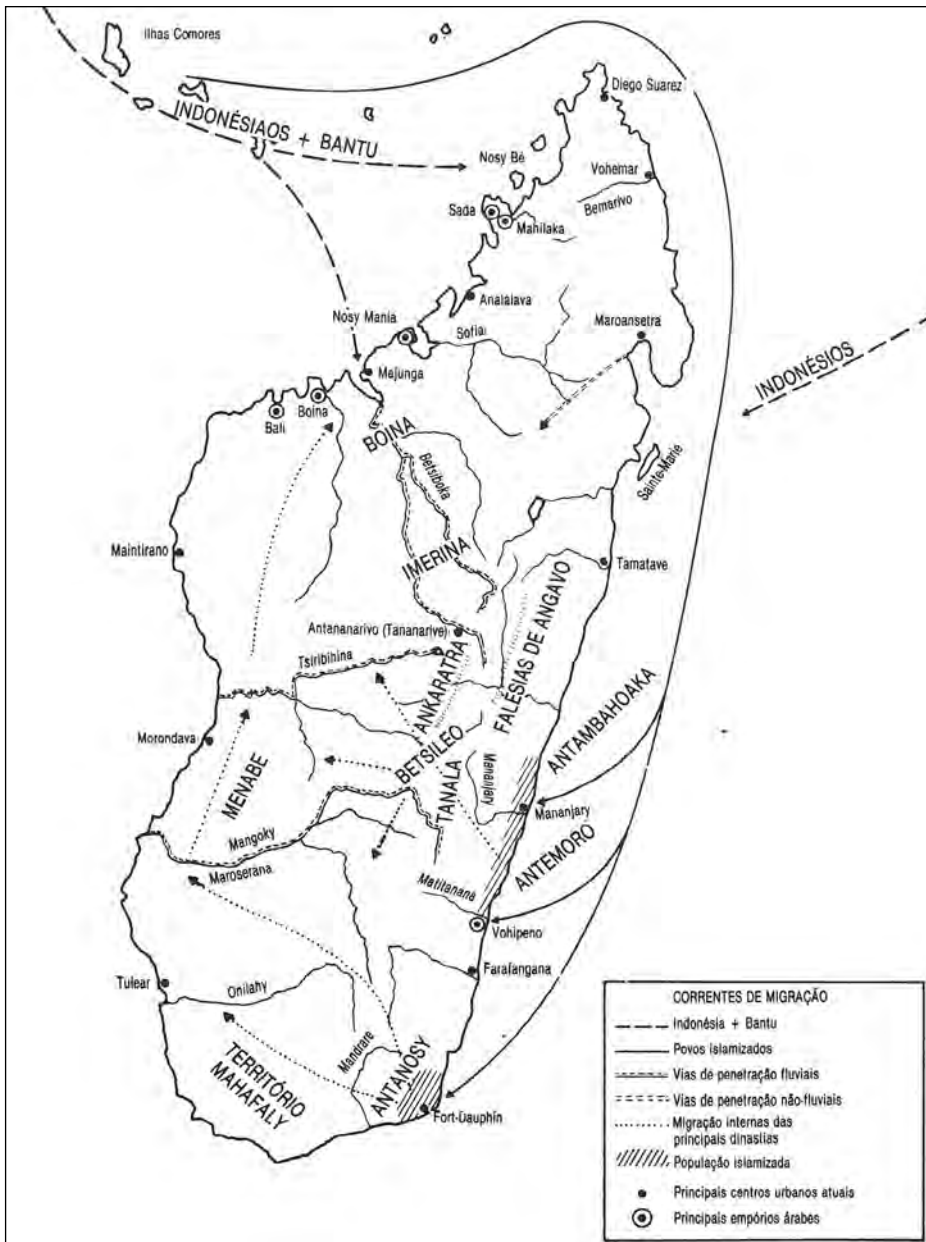 Ilhas Comores
INDONÉSIAOS + BANTU
Diego Suarez
Nosy Bé
Vohemar
Bemarivo
Sada
Mahilaka
Analalava
Nosy Mania
Sofia
Maroansetra
INDONÉSIOS
Majunga
Bali
Boina
BOINA
Betsiboka
Sainte-Marie
Maintirano
IMERINA
Tamatave
FALÉSIAS DE ANGAVO
Antananarivo (Tananarive)
Tsiribihina
ANKARATRA
ANTAMBAHOAKA
Morondava
MENABE
BETSILEO
TANALA
Mananjary
Mananjary
ANTEMORO
Mangoky
Maroserana
Matitanana
Vohipeno
Farafangana
Tulear
Onilahy
Mandrare
TERRITÓRIO
MAHAFALY
ANTANOSY
Fort-Dauphin
CORRENTES DE MIGRAÇÃO
Indonésia + Bantu
Povos islamizados
Vias de penetração fluviais
Vias de penetração não-fluviais
Migração internas das
principais dinastias
População islamizada
Principais centros urbanos atuais
Principais empórios árabes